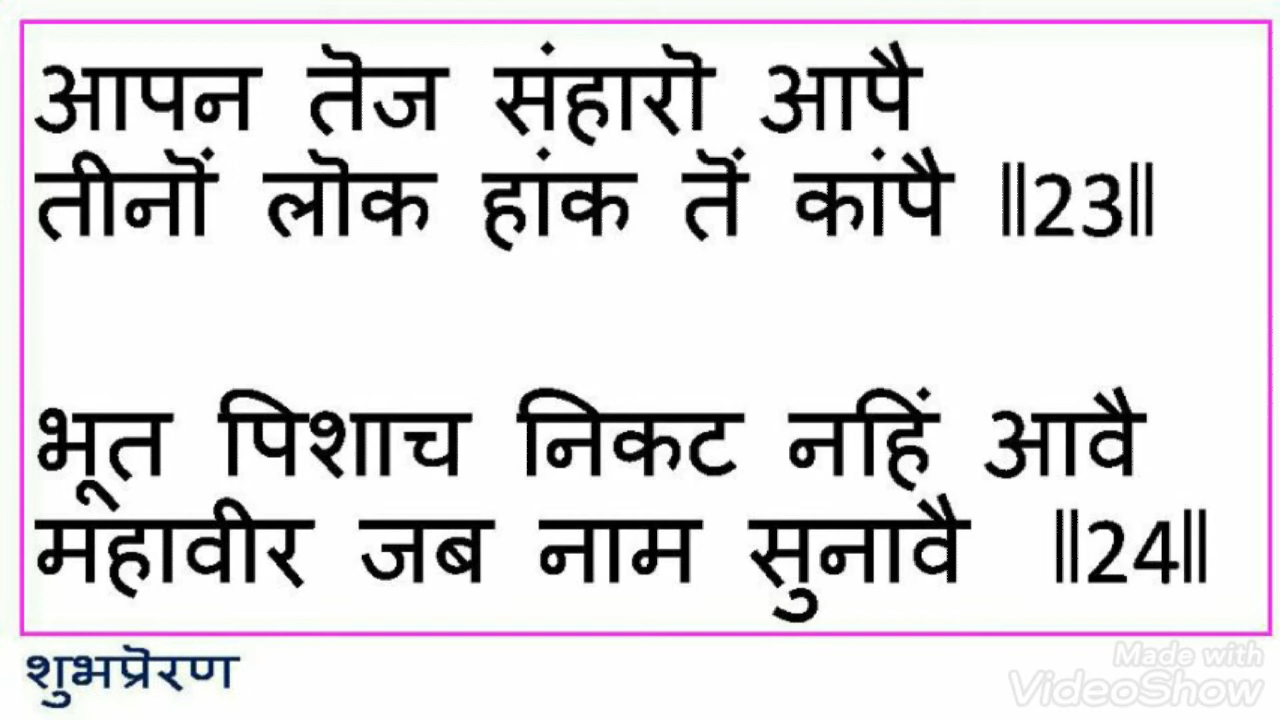 आपन तॆज संहारॊ आपै
तीनॊं लॊक हांक तॆं कांपै ॥23॥
भूत पिशाच निकट नहिं आवै
महावीर जब नाम सुनावै ॥24॥
शुभप्रॆरण
Made with
VideoShow